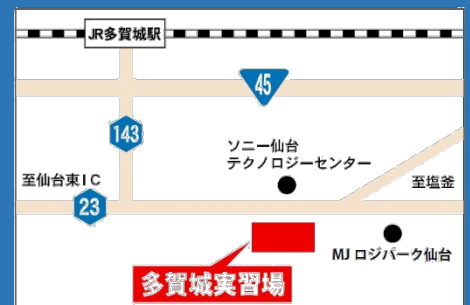 JR多賀城駅
45
143
ソニー仙台
テクノロジーセンター
至仙台東IC
至塩釜
23
MJ ロジパーク仙台
多賀城実習場